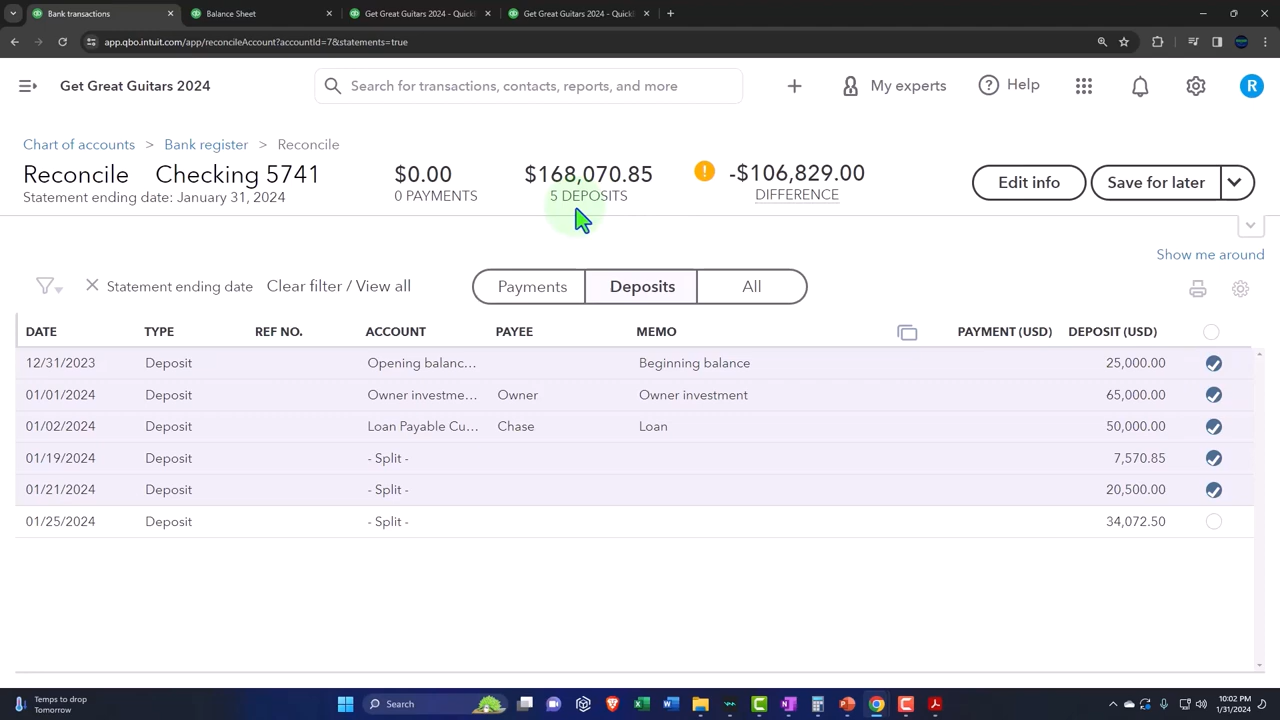 Bank transactions
Balance Sheet
Get Great Guitars 2024 - QuickB
Get Great Guitars 2024 - QuickB
app.qbo.intuit.com/app/reconcileAccount?accountId=7&statements=true
Get Great Guitars 2024
Search for transactions, contacts, reports, and more
My experts
Help
R
Chart of accounts > Bank register > Reconcile
Reconcile Checking 5741
Statement ending date: January 31, 2024
$0.00
0 PAYMENTS
$168,070.85
5 DEPOSITS
-$106,829.00
DIFFERENCE
Edit info
Save for later
Show me around
Statement ending date
Clear filter / View all
Payments
Deposits
All
DATE TYPE REF NO. ACCOUNT PAYEE MEMO PAYMENT (USD) DEPOSIT (USD)
12/31/2023 Deposit Opening balanc... Beginning balance 25,000.00
01/01/2024 Deposit Owner investme... Owner Owner investment 65,000.00
01/02/2024 Deposit Loan Payable Cu... Chase Loan 50,000.00
01/19/2024 Deposit - Split - 7,570.85
01/21/2024 Deposit - Split - 20,500.00
01/25/2024 Deposit - Split - 34,072.50
Temps to drop
Tomorrow
Search
10:02 PM
1/31/2024